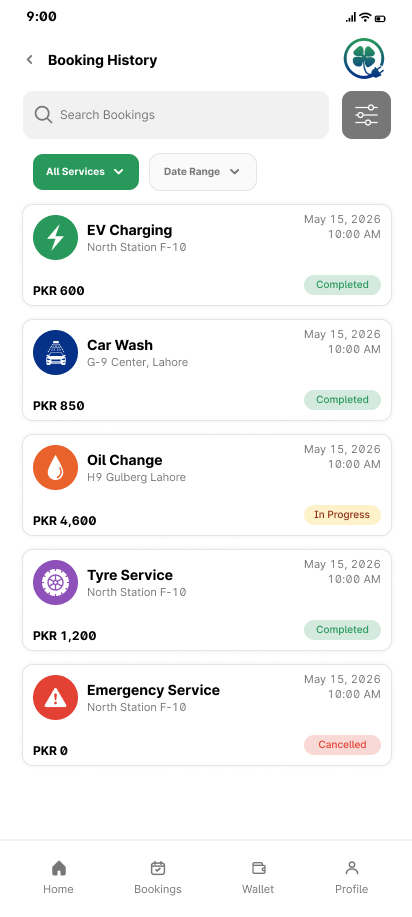 9:00
Booking History
Search Bookings
All Services
Date Range
EV Charging
North Station F-10
May 15, 2026
10:00 AM
PKR 600
Completed
Car Wash
G-9 Center, Lahore
May 15, 2026
10:00 AM
PKR 850
Completed
Oil Change
H9 Gulberg Lahore
May 15, 2026
10:00 AM
PKR 4,600
In Progress
Tyre Service
North Station F-10
May 15, 2026
10:00 AM
PKR 1,200
Completed
Emergency Service
North Station F-10
May 15, 2026
10:00 AM
PKR 0
Cancelled
Home
Bookings
Wallet
Profile